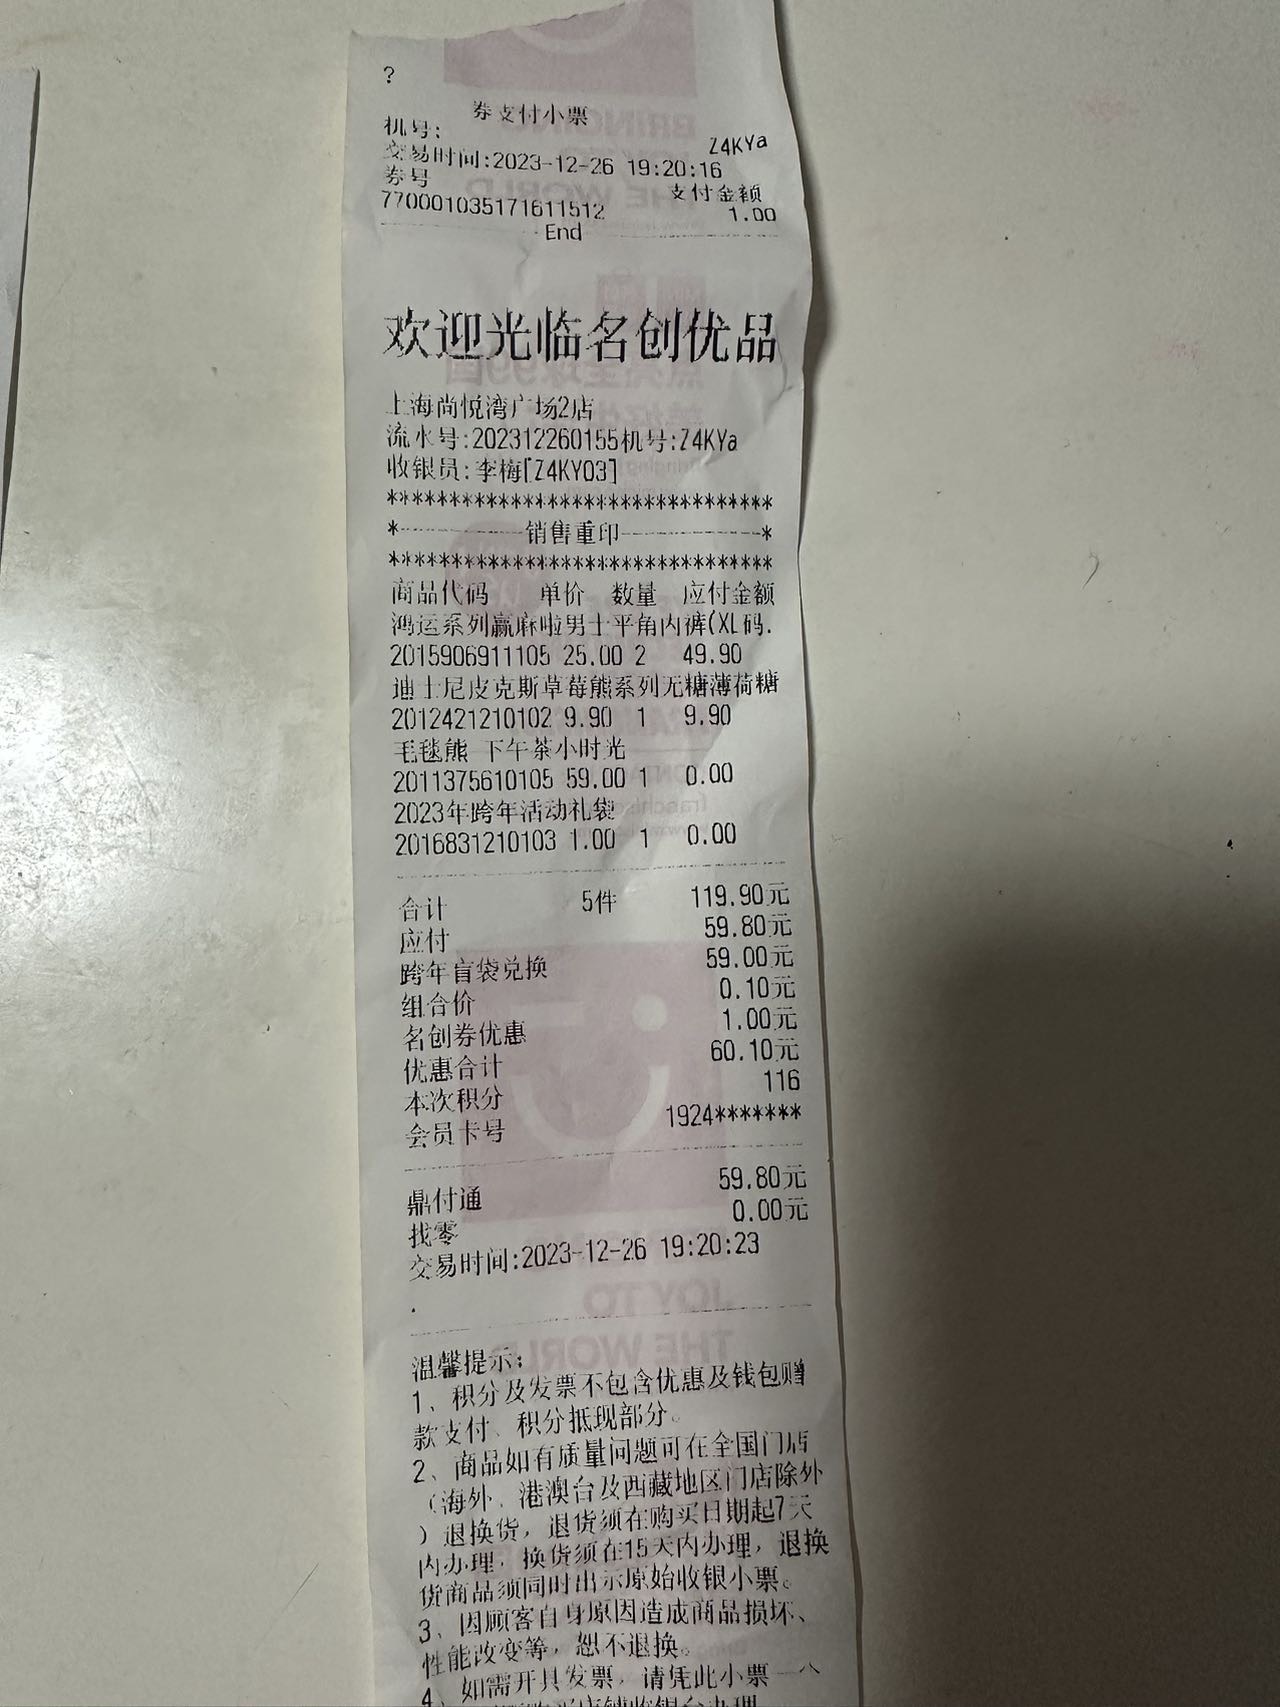 ?
券支付小票
机号: Z4KYa
交易时间:2023-12-26 19:20:16
券号 支付金额
770001035171611512 1.00
End
欢迎光临名创优品
上海尚悦湾广场2店
流水号:202312260155机号:Z4KYa
收银员:李梅[Z4KY03]
********************************
*--------销售重印--------*
********************************
商品代码 单价 数量 应付金额
鸿运系列赢麻啦男士平角内裤(XL码.
2015906911105 25.00 2 49.90
迪士尼皮克斯草莓熊系列无糖薄荷糖
2012421210102 9.90 1 9.90
毛毯熊 下午茶小时光
2011375610105 59.00 1 0.00
2023年跨年活动礼袋
2016831210103 1.00 1 0.00
合计 5件 119.90元
应付 59.80元
跨年盲袋兑换 59.00元
组合价 0.10元
名创券优惠 1.00元
优惠合计 60.10元
本次积分 116
会员卡号 1924*******
鼎付通 59.80元
找零 0.00元
交易时间:2023-12-26 19:20:23
.
温馨提示:
1、积分及发票不包含优惠及钱包赠
款支付、积分抵现部分。
2、商品如有质量问题可在全国门店
(海外、港澳台及西藏地区门店除外
)退换货，退货须在购买日期起7天
内办理，换货须在15天内办理，退换
货商品须同时出示原始收银小票。
3、因顾客自身原因造成商品损坏、
性能改变等，恕不退换。
4、如需开具发票，请凭此小票一个